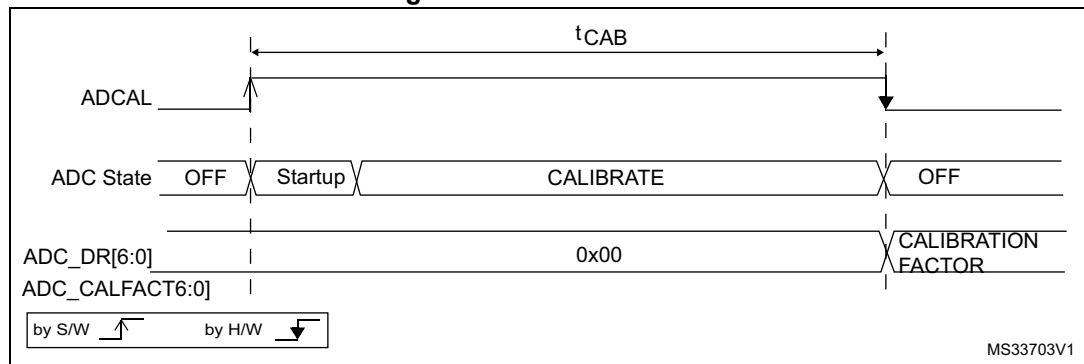 g
tCAB
ADCAL
ADC State OFF Startup CALIBRATE OFF
ADC_DR[6:0] 0x00 CALIBRATION
ADC_CALFACT6:0] FACTOR
by S/W by H/W
MS33703V1